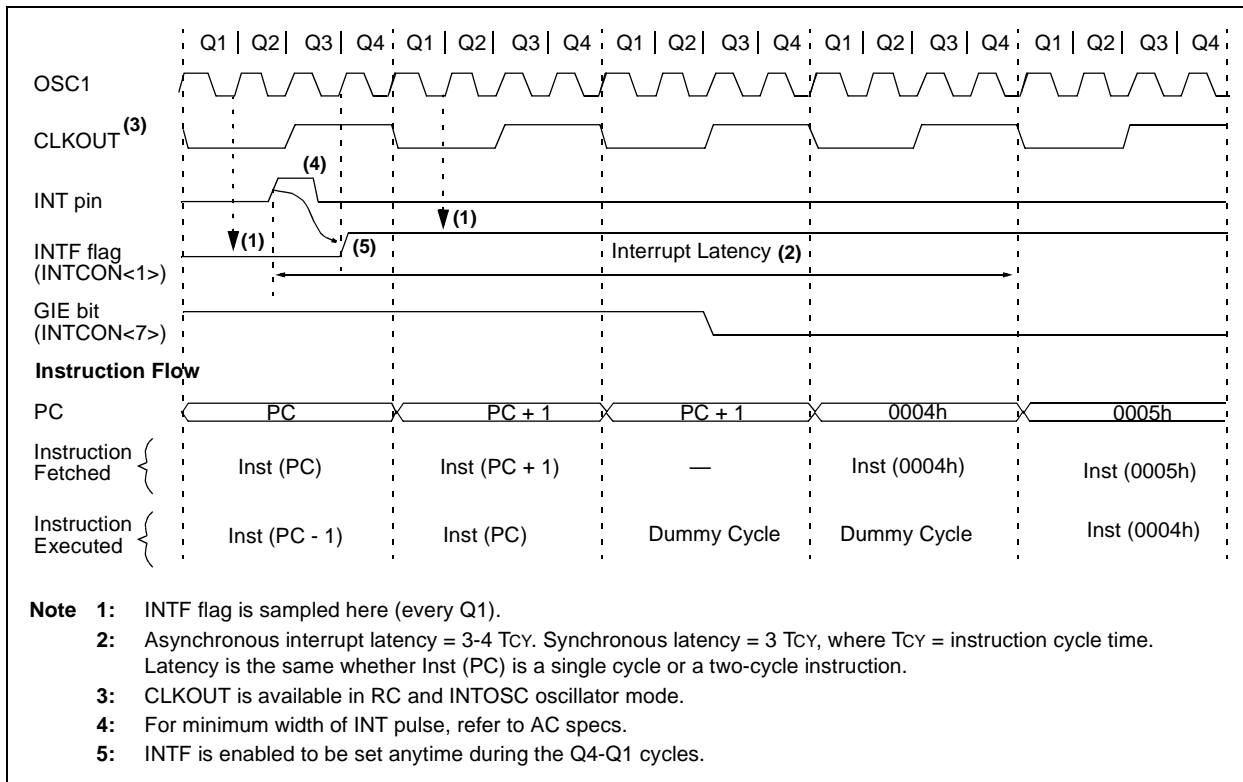 Q1 Q2 Q3 Q4 Q1 Q2 Q3 Q4 Q1 Q2 Q3 Q4 Q1 Q2 Q3 Q4 Q1 Q2 Q3 Q4
OSC1
CLKOUT (3)
(4)
INT pin
(1)
(1) (5)
INTF flag
(INTCON<1>)
Interrupt Latency (2)
GIE bit
(INTCON<7>)
Instruction Flow
PC PC PC + 1 PC + 1 0004h 0005h
Instruction
Fetched
Inst (PC) Inst (PC + 1) — Inst (0004h) Inst (0005h)
Instruction
Executed
Inst (PC - 1) Inst (PC) Dummy Cycle Dummy Cycle Inst (0004h)
Note 1: INTF flag is sampled here (every Q1).
2: Asynchronous interrupt latency = 3-4 TCY. Synchronous latency = 3 TCY, where TCY = instruction cycle time.
Latency is the same whether Inst (PC) is a single cycle or a two-cycle instruction.
3: CLKOUT is available in RC and INTOSC oscillator mode.
4: For minimum width of INT pulse, refer to AC specs.
5: INTF is enabled to be set anytime during the Q4-Q1 cycles.